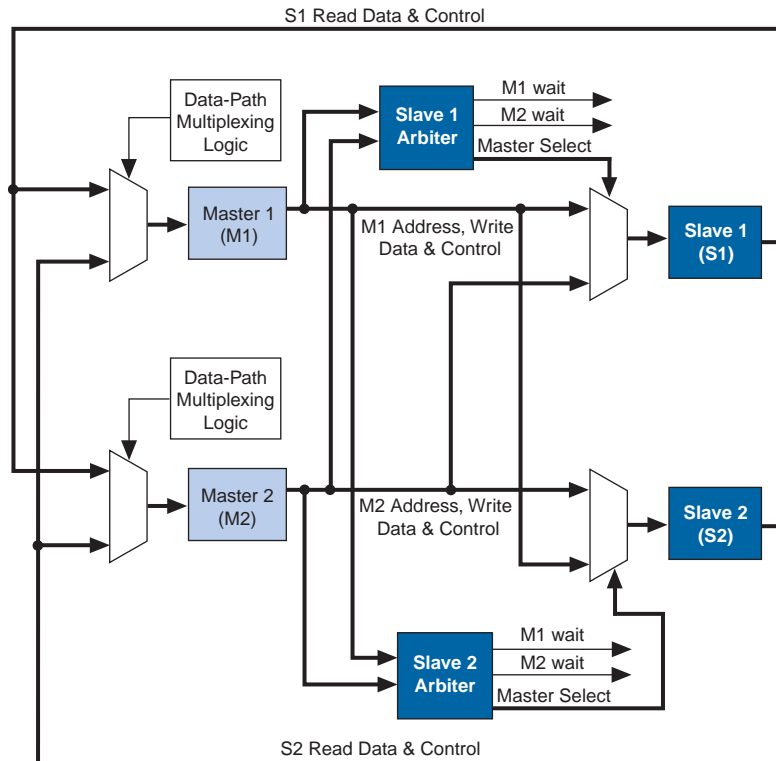 S1 Read Data & Control
Data-Path
Multiplexing
Logic
Slave 1
Arbiter
M1 wait
M2 wait
Master Select
Master 1
(M1)
M1 Address, Write
Data & Control
Slave 1
(S1)
Data-Path
Multiplexing
Logic
Master 2
(M2)
M2 Address, Write
Data & Control
Slave 2
(S2)
Slave 2
Arbiter
M1 wait
M2 wait
Master Select
S2 Read Data & Control